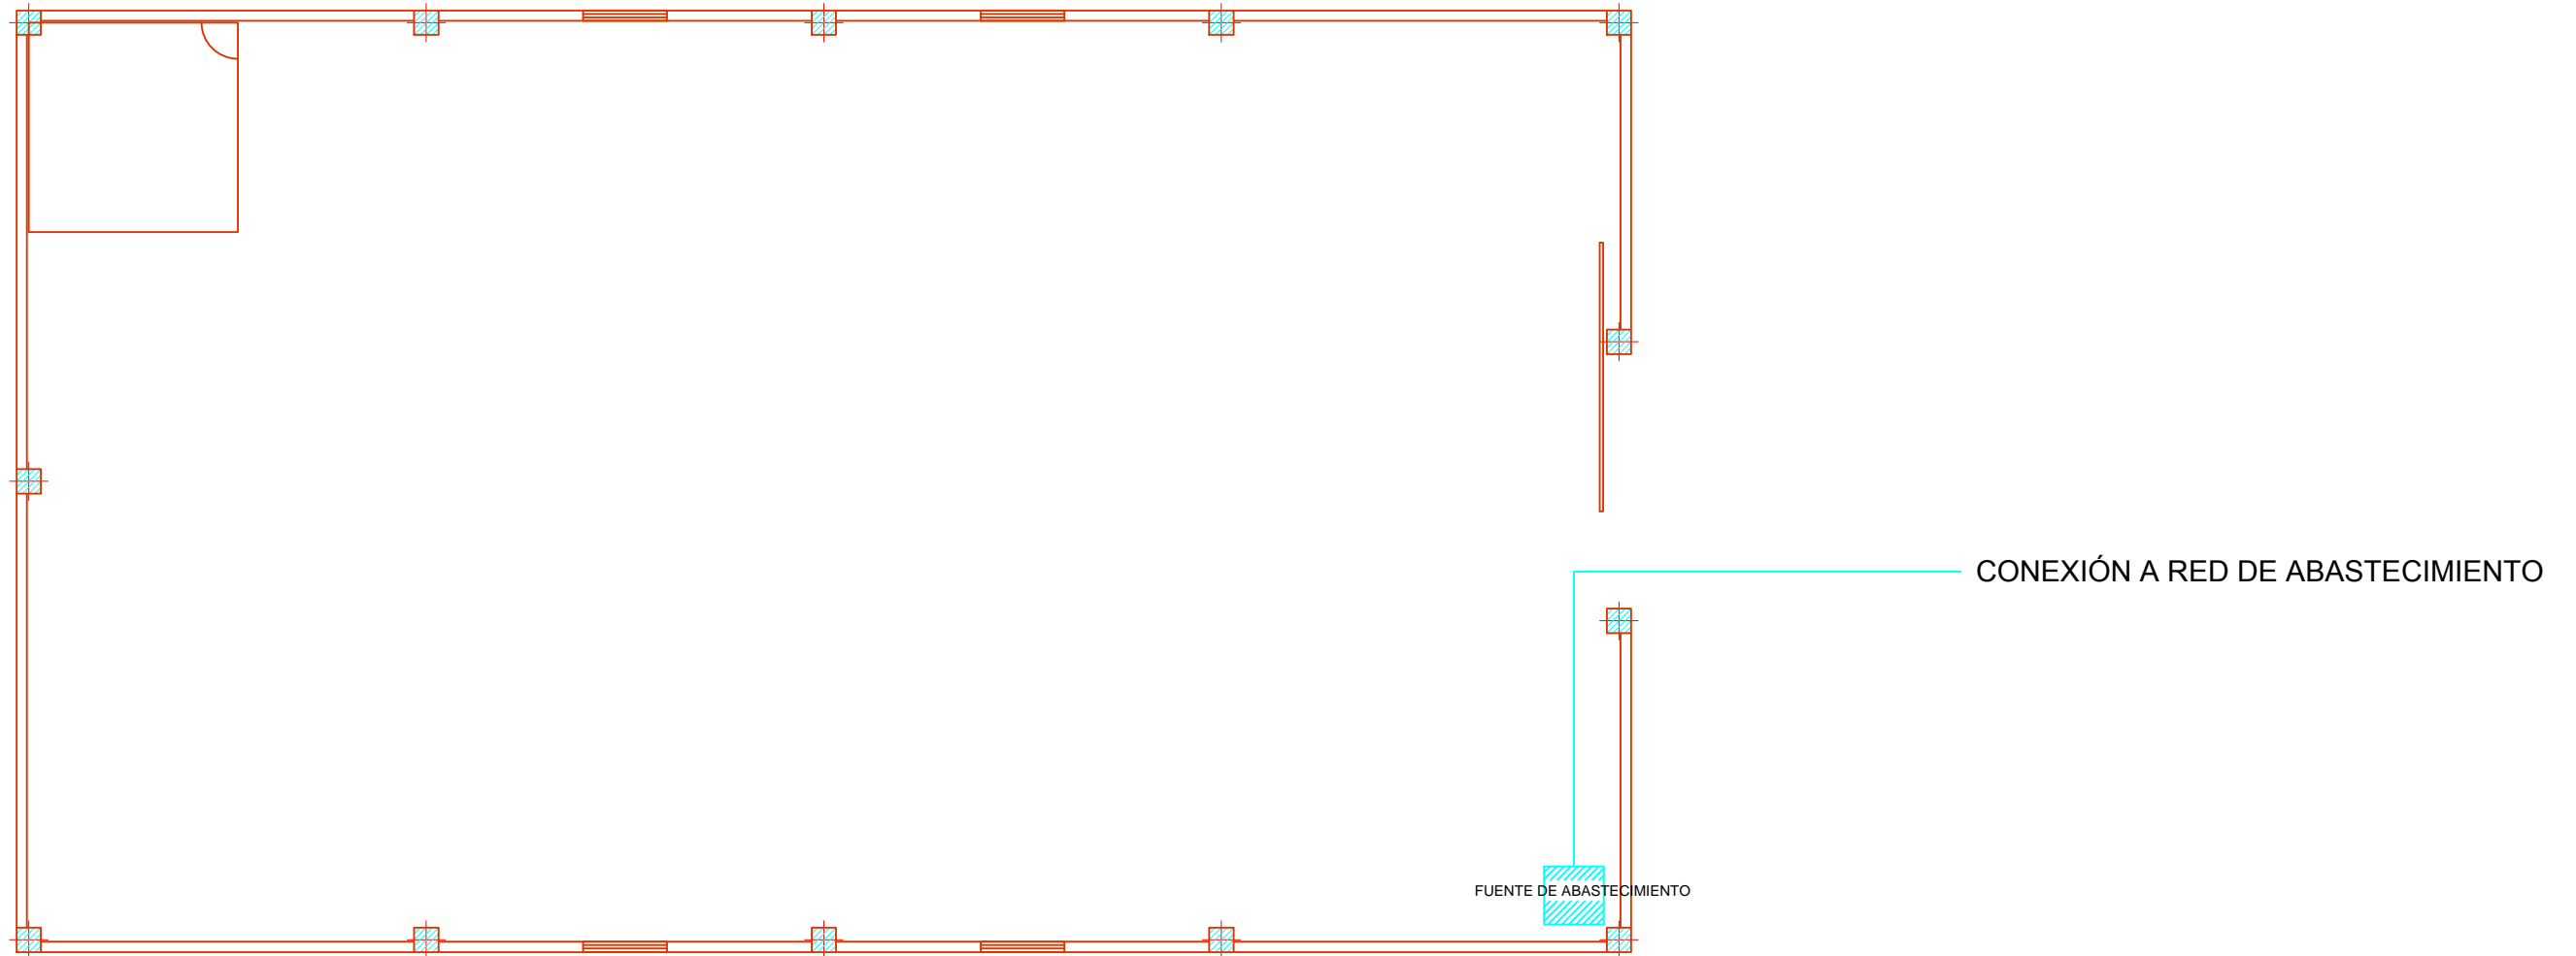 CONEXIÓN A RED DE ABASTECIMIENTO
FUENTE DE ABASTECIMIENTO